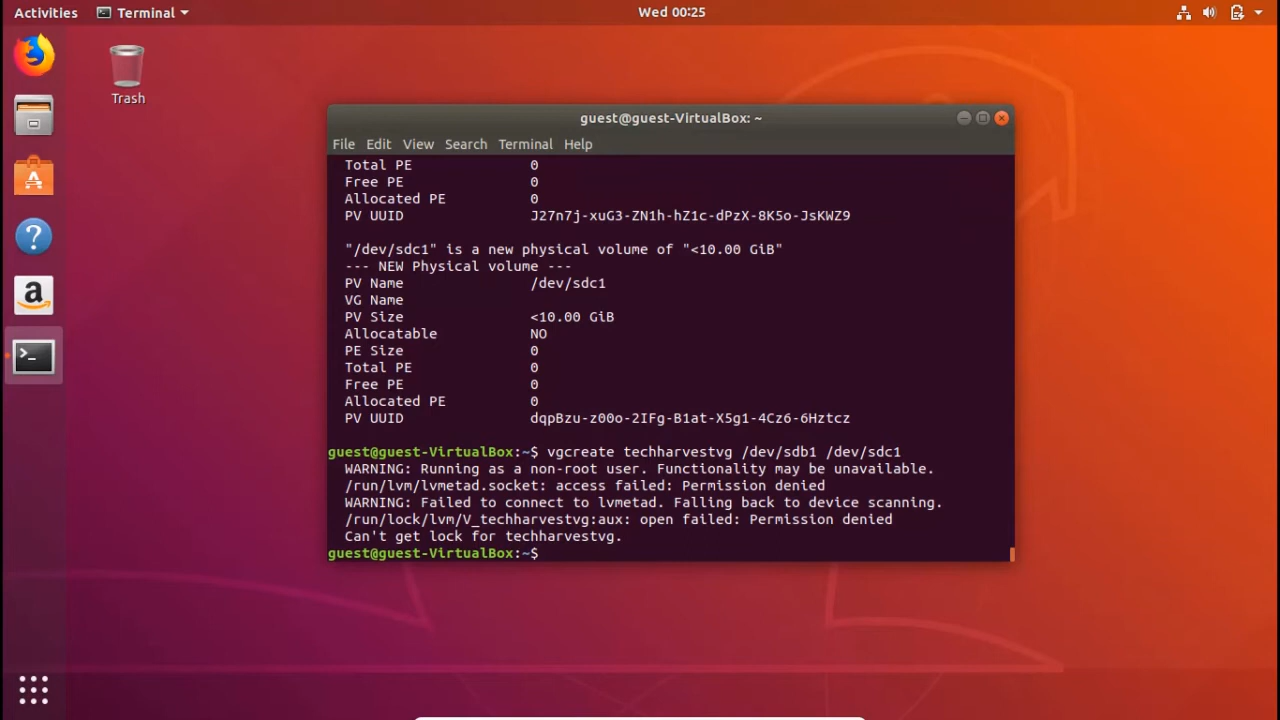 Activities
Terminal
Wed 00:25
Trash
guest@guest-VirtualBox: ~
File Edit View Search Terminal Help
Total PE 0
Free PE 0
Allocated PE 0
PV UUID J27n7j-xuG3-ZN1h-hZ1c-dPzX-8K5o-JsKWZ9
"/dev/sdc1" is a new physical volume of "<10.00 GiB"
--- NEW Physical volume ---
PV Name /dev/sdc1
VG Name
PV Size <10.00 GiB
Allocatable NO
PE Size 0
Total PE 0
Free PE 0
Allocated PE 0
PV UUID dqpBzu-z00o-2IFg-B1at-X5g1-4Cz6-6Hztcz
guest@guest-VirtualBox:~$ vgcreate techharvestvg /dev/sdb1 /dev/sdc1
WARNING: Running as a non-root user. Functionality may be unavailable.
/run/lvm/lvmetad.socket: access failed: Permission denied
WARNING: Failed to connect to lvmetad. Falling back to device scanning.
/run/lock/lvm/V_techharvestvg:aux: open failed: Permission denied
Can't get lock for techharvestvg.
guest@guest-VirtualBox:~$